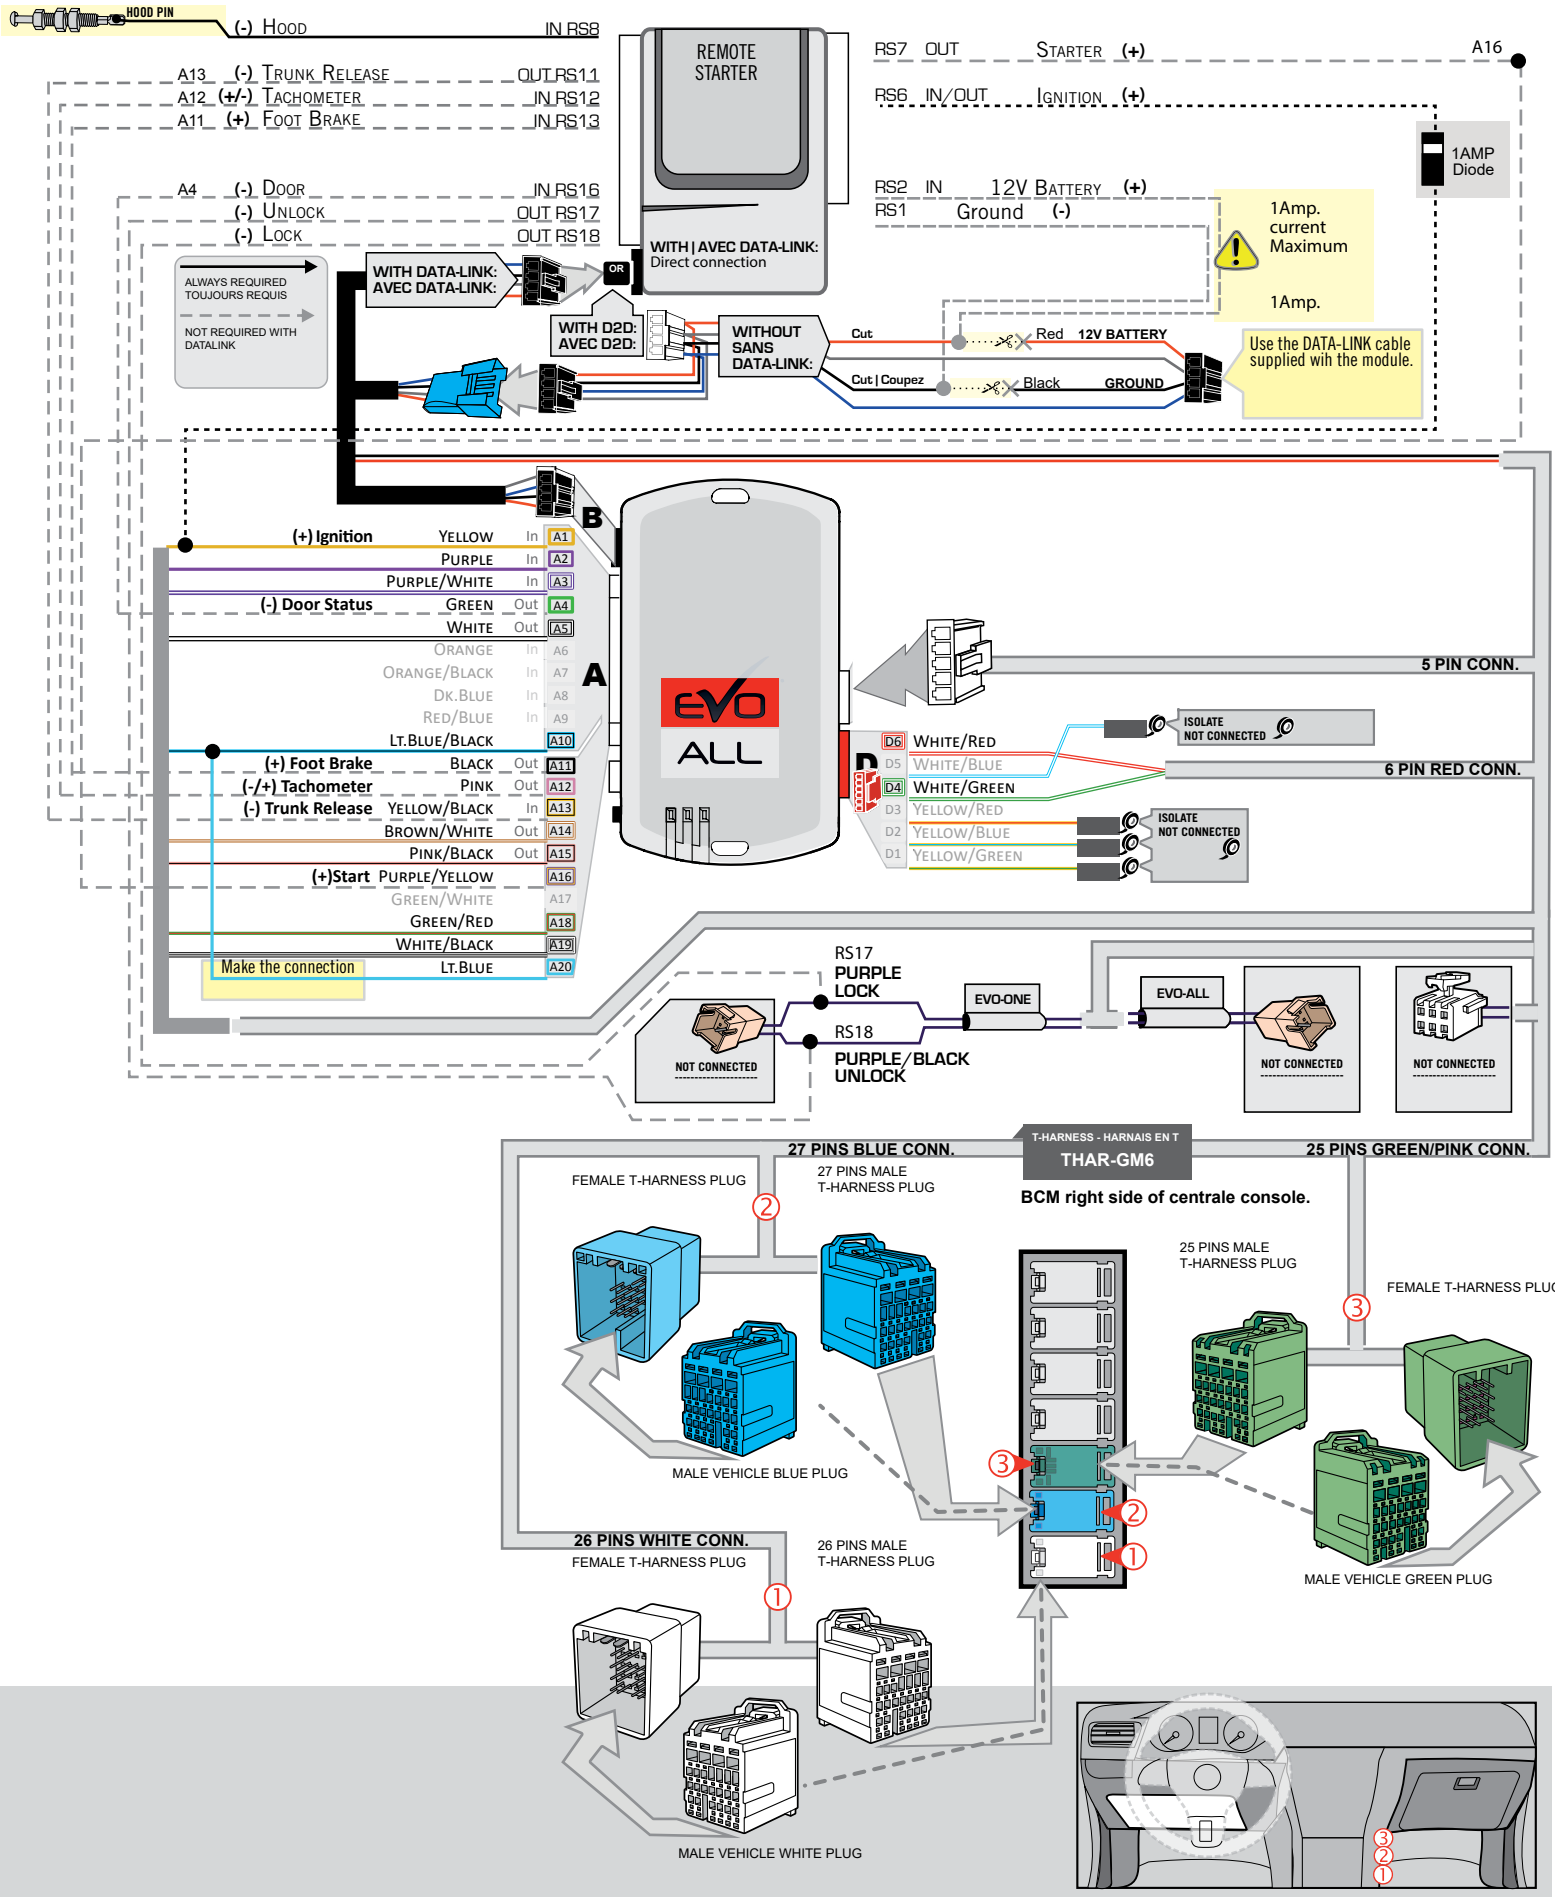 HOOD PIN
(-) HOOD IN RS8
A13 (-) TRUNK RELEASE OUT RS11
A12 (+/-) TACHOMETER IN RS12
A11 (+) FOOT BRAKE IN RS13
A4 (-) DOOR IN RS16
(-) UNLOCK OUT RS17
(-) LOCK OUT RS18
REMOTE
STARTER
WITH | AVEC DATA-LINK:
Direct connection
RS7 OUT STARTER (+) A16
RS6 IN/OUT IGNITION (+)
1AMP
Diode
RS2 IN 12V BATTERY (+)
RS1 Ground (-)
1Amp.
current
Maximum
1Amp.
ALWAYS REQUIRED
TOUJOURS REQUIS
NOT REQUIRED WITH
DATALINK
WITH DATA-LINK:
AVEC DATA-LINK:
OR
WITH D2D:
AVEC D2D:
WITHOUT
SANS
DATA-LINK:
Cut Red 12V BATTERY
Cut | Coupez Black GROUND
Use the DATA-LINK cable
supplied wih the module.
B
A
D
(+) Ignition YELLOW In A1
PURPLE In A2
PURPLE/WHITE In A3
(-) Door Status GREEN Out A4
WHITE Out A5
ORANGE In A6
ORANGE/BLACK In A7
DK.BLUE In A8
RED/BLUE In A9
LT.BLUE/BLACK A10
(+) Foot Brake BLACK Out A11
(-/+) Tachometer PINK Out A12
(-) Trunk Release YELLOW/BLACK In A13
BROWN/WHITE Out A14
PINK/BLACK Out A15
(+)Start PURPLE/YELLOW A16
GREEN/WHITE A17
GREEN/RED A18
WHITE/BLACK A19
Make the connection LT.BLUE A20
EVO
ALL
5 PIN CONN.
D6 WHITE/RED
D5 WHITE/BLUE
D4 WHITE/GREEN
D3 YELLOW/RED
D2 YELLOW/BLUE
D1 YELLOW/GREEN
ISOLATE
NOT CONNECTED
6 PIN RED CONN.
ISOLATE
NOT CONNECTED
RS17
PURPLE
LOCK
RS18
PURPLE/BLACK
UNLOCK
NOT CONNECTED
EVO-ONE
EVO-ALL
NOT CONNECTED
NOT CONNECTED
T-HARNESS - HARNAIS EN T
THAR-GM6
27 PINS BLUE CONN.
25 PINS GREEN/PINK CONN.
BCM right side of centrale console.
FEMALE T-HARNESS PLUG
2
27 PINS MALE
T-HARNESS PLUG
25 PINS MALE
T-HARNESS PLUG
3
FEMALE T-HARNESS PLUG
MALE VEHICLE BLUE PLUG
3
2
1
MALE VEHICLE GREEN PLUG
26 PINS WHITE CONN.
FEMALE T-HARNESS PLUG
1
26 PINS MALE
T-HARNESS PLUG
MALE VEHICLE WHITE PLUG
3
2
1